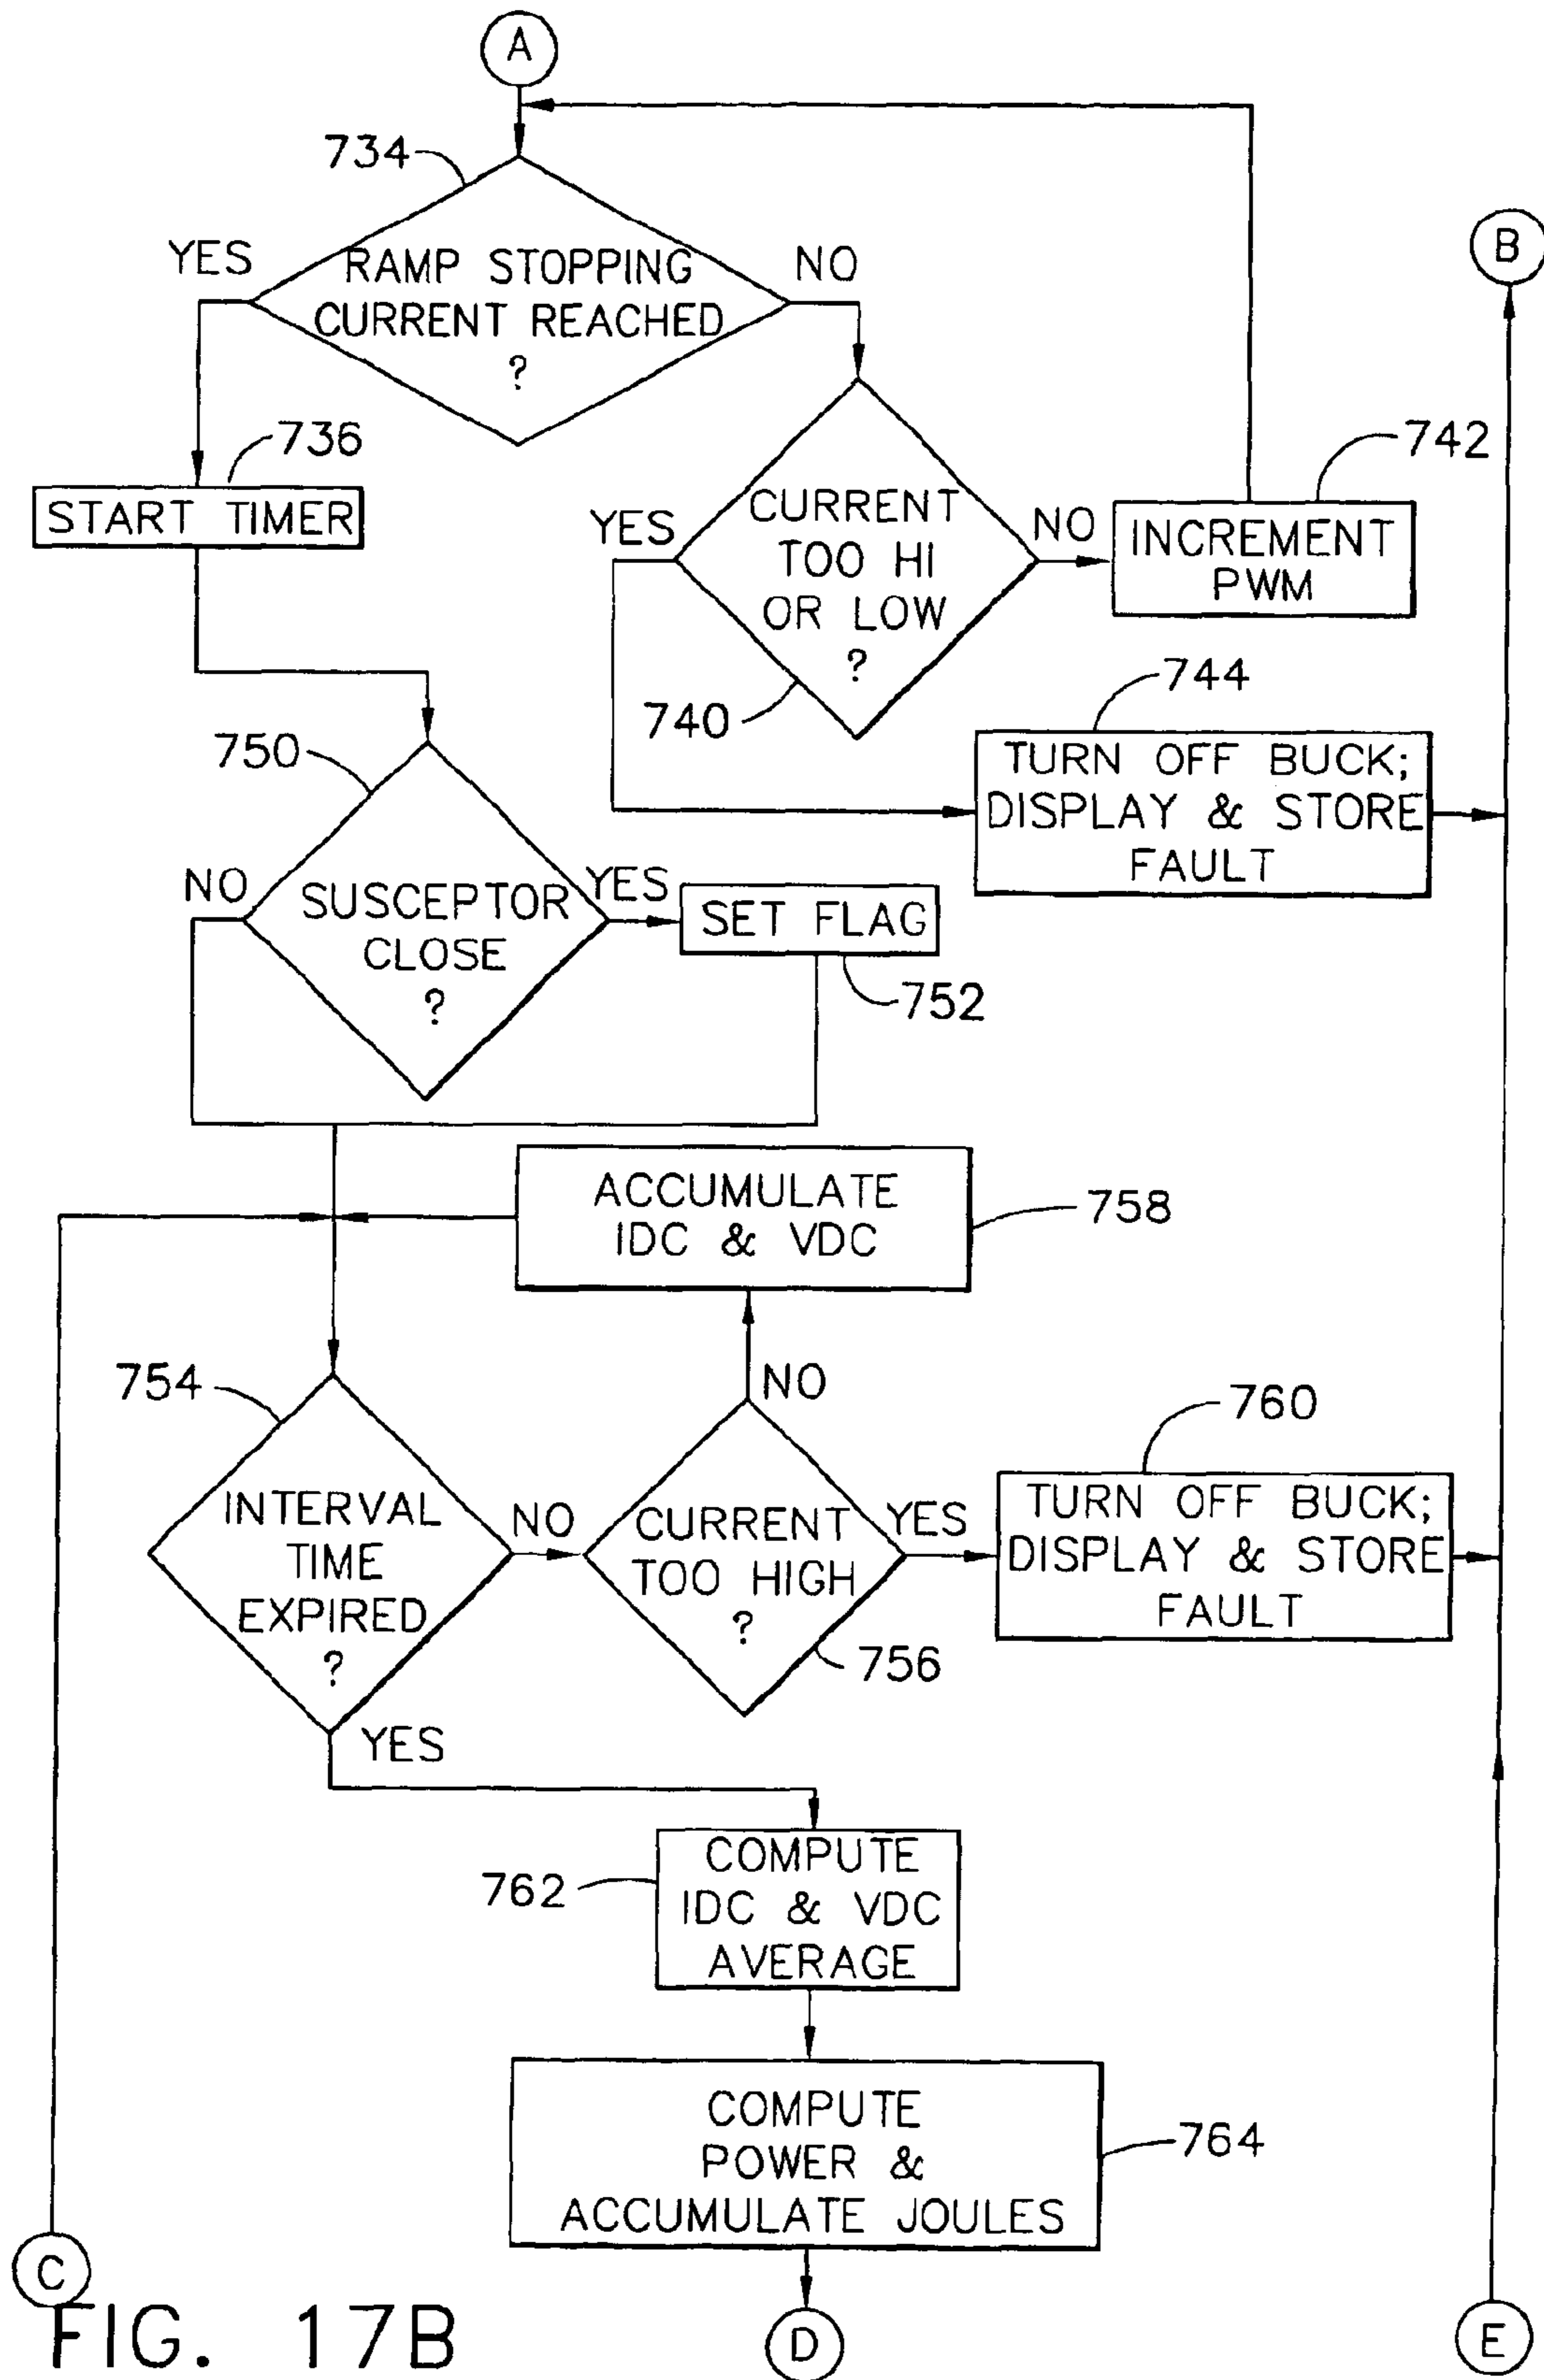 A
734
YES
RAMP STOPPING
CURRENT REACHED
?
NO
B
736
START TIMER
YES
CURRENT
TOO HI
OR LOW
?
740
NO
742
INCREMENT
PWM
744
TURN OFF BUCK;
DISPLAY & STORE
FAULT
750
NO
SUSCEPTOR
CLOSE
?
YES
SET FLAG
752
ACCUMULATE
IDC & VDC
758
754
INTERVAL
TIME
EXPIRED
?
NO
YES
NO
CURRENT
TOO HIGH
?
756
YES
760
TURN OFF BUCK;
DISPLAY & STORE
FAULT
762
COMPUTE
IDC & VDC
AVERAGE
COMPUTE
POWER &
ACCUMULATE JOULES
764
C
D
E
FIG. 17B